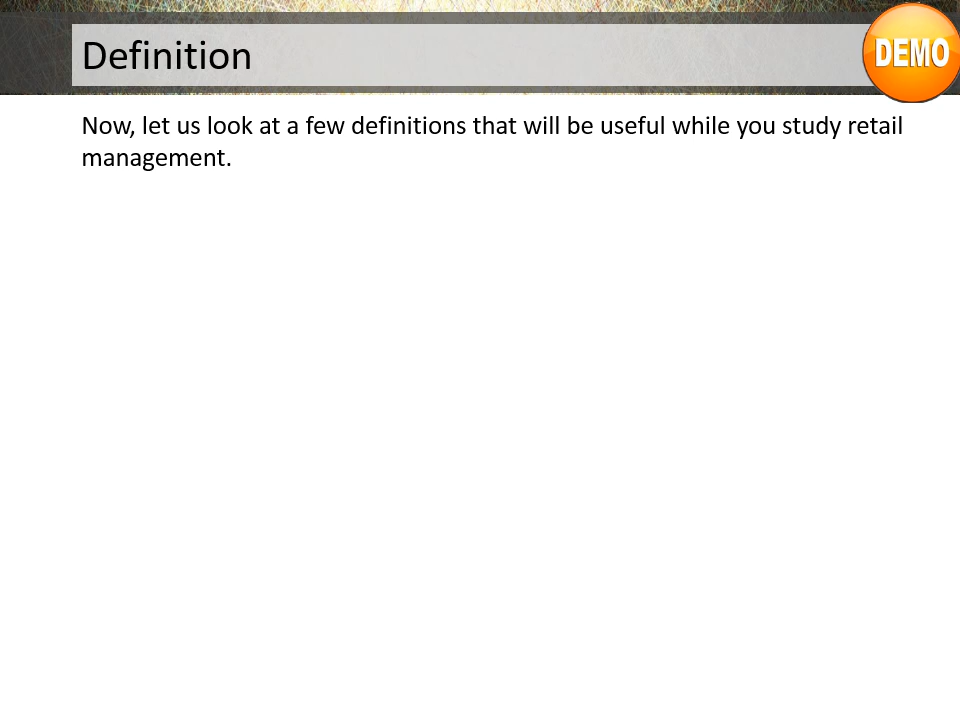 Definition
DEMO
Now, let us look at a few definitions that will be useful while you study retail
management.